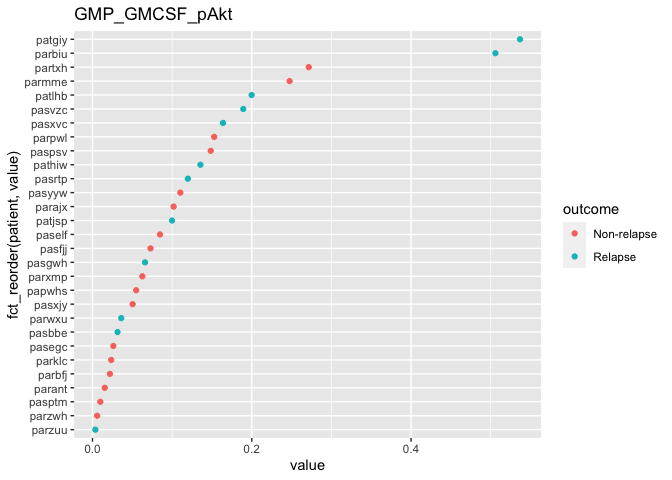 GMP_GMCSF_pAkt
fct_reorder(patient, value)
patgiy
parbiu
partxh
parmme
patlhb
pasvzc
pasxvc
parpwl
paspsv
pathiw
pasrtp
pasyyw
parajx
patjsp
paself
pasfjj
pasgwh
parxmp
papwhs
pasxjy
parwxu
pasbbe
pasegc
parklc
parbfj
parant
pasptm
parzwh
parzuu
0.0 0.2 0.4
value
outcome
Non-relapse
Relapse